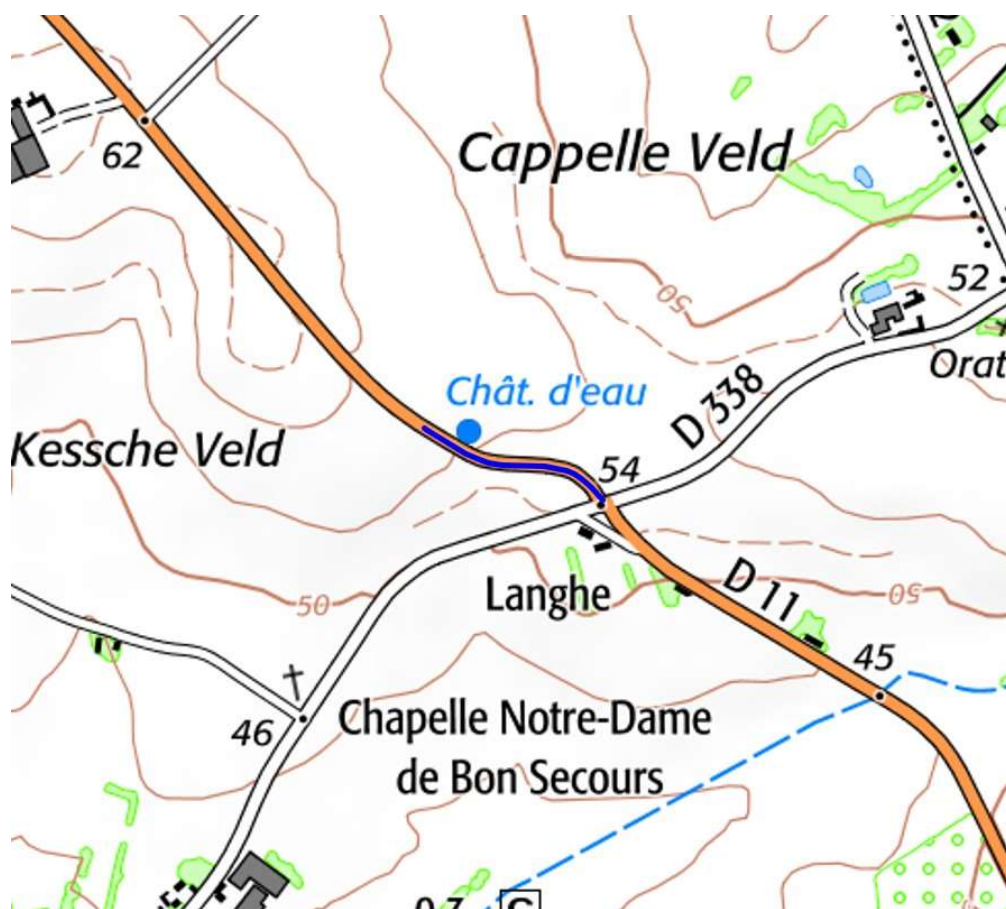 62
Cappelle Veld
50
52
Orat
Chât. d'eau
D 338
Kessche Veld
54
Langhe
D 11
50
50
45
46
Chapelle Notre-Dame
de Bon Secours